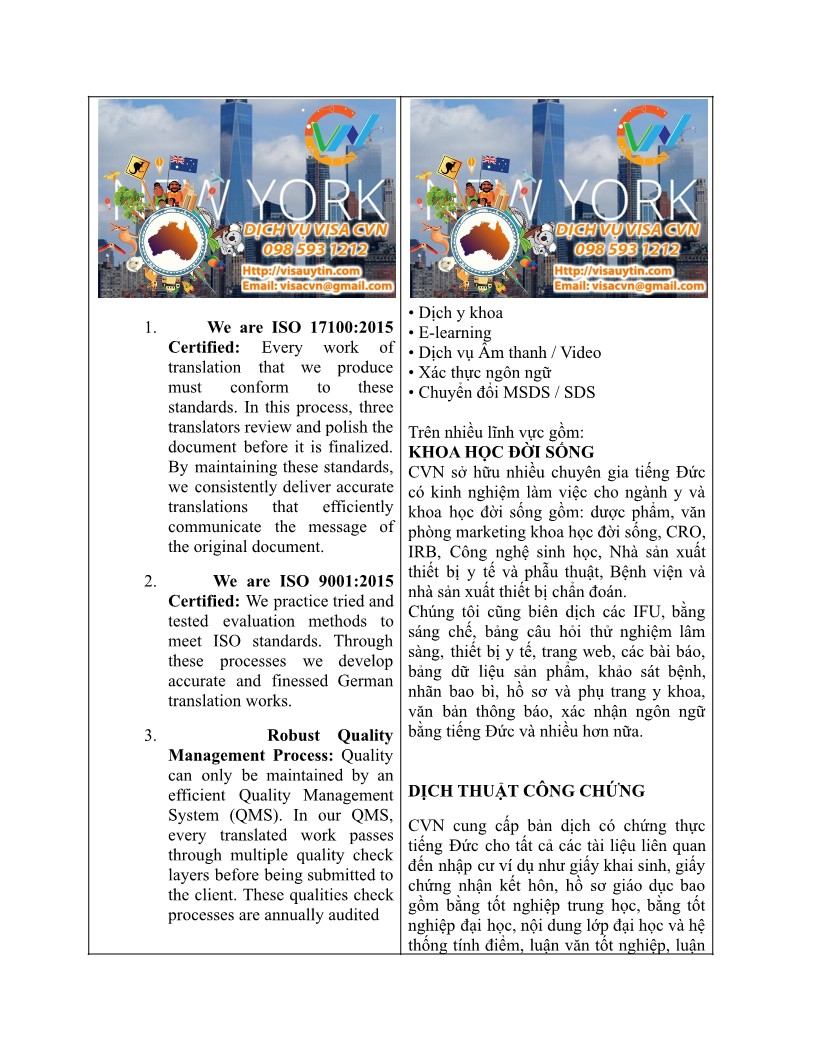 CVN
NEW YORK
DỊCH VỤ VISA CVN
098 593 1212
Http://visauytin.com
Email: visacvn@gmail.com
1. We are ISO 17100:2015
Certified: Every work of
translation that we produce
must conform to these
standards. In this process, three
translators review and polish the
document before it is finalized.
By maintaining these standards,
we consistently deliver accurate
translations that efficiently
communicate the message of
the original document.
2. We are ISO 9001:2015
Certified: We practice tried and
tested evaluation methods to
meet ISO standards. Through
these processes we develop
accurate and finessed German
translation works.
3. Robust Quality
Management Process: Quality
can only be maintained by an
efficient Quality Management
System (QMS). In our QMS,
every translated work passes
through multiple quality check
layers before being submitted to
the client. These qualities check
processes are annually audited
CVN
NEW YORK
DỊCH VỤ VISA CVN
098 593 1212
Http://visauytin.com
Email: visacvn@gmail.com
• Dịch y khoa
• E-learning
• Dịch vụ Âm thanh / Video
• Xác thực ngôn ngữ
• Chuyển đổi MSDS / SDS
Trên nhiều lĩnh vực gồm:
KHOA HỌC ĐỜI SỐNG
CVN sở hữu nhiều chuyên gia tiếng Đức
có kinh nghiệm làm việc cho ngành y và
khoa học đời sống gồm: dược phẩm, văn
phòng marketing khoa học đời sống, CRO,
IRB, Công nghệ sinh học, Nhà sản xuất
thiết bị y tế và phẫu thuật, Bệnh viện và
nhà sản xuất thiết bị chẩn đoán.
Chúng tôi cũng biên dịch các IFU, bằng
sáng chế, bảng câu hỏi thử nghiệm lâm
sàng, thiết bị y tế, trang web, các bài báo,
bảng dữ liệu sản phẩm, khảo sát bệnh,
nhãn bao bì, hồ sơ và phụ trang y khoa,
văn bản thông báo, xác nhận ngôn ngữ
bằng tiếng Đức và nhiều hơn nữa.
DỊCH THUẬT CÔNG CHỨNG
CVN cung cấp bản dịch có chứng thực
tiếng Đức cho tất cả các tài liệu liên quan
đến nhập cư ví dụ như giấy khai sinh, giấy
chứng nhận kết hôn, hồ sơ giáo dục bao
gồm bằng tốt nghiệp trung học, bằng tốt
nghiệp đại học, nội dung lớp đại học và hệ
thống tính điểm, luận văn tốt nghiệp, luận